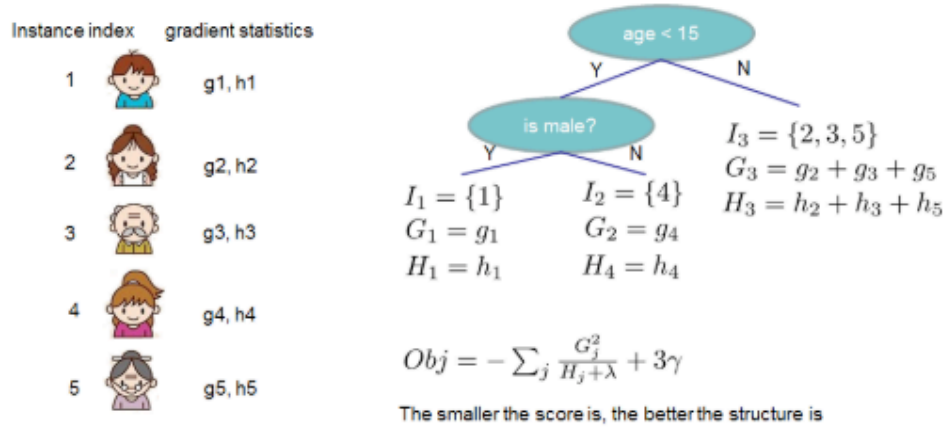 Instance index gradient statistics
1 g1, h1
2 g2, h2
3 g3, h3
4 g4, h4
5 g5, h5
age < 15
Y N
is male?
Y N
I₁ = {1}
G₁ = g₁
H₁ = h₁
I₂ = {4}
G₂ = g₄
H₄ = h₄
I₃ = {2, 3, 5}
G₃ = g₂ + g₃ + g₅
H₃ = h₂ + h₃ + h₅
Obj = − ∑ⱼ Gⱼ² / (Hⱼ+λ) + 3γ
The smaller the score is, the better the structure is